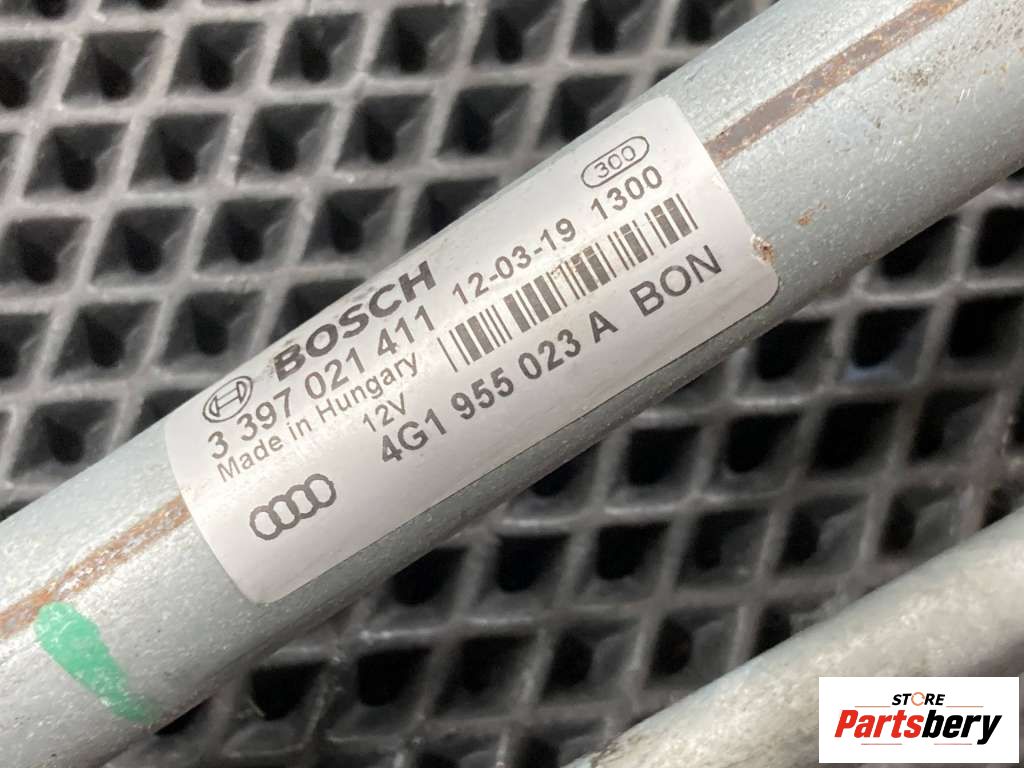 BOSCH
3 397 021 411
Made in Hungary
12V
12-03-19 1300
300
4G1 955 023 A BON
STORE
Partsbery